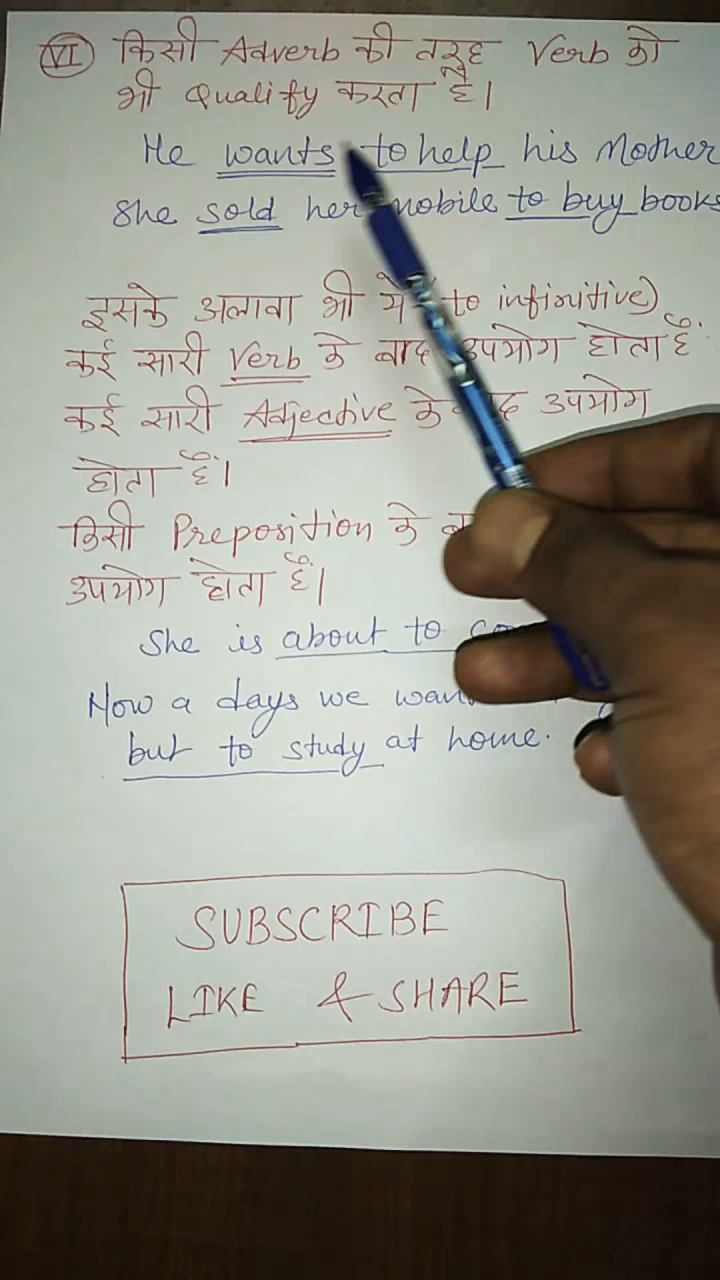 VI किसी Adverb की तरह Verb को
भी Qualify करता है।
He wants to help his Mother
She sold her mobile to buy books
इसके अलावा भी ये (to infinitive)
कई सारी Verb के बाद उपयोग होता है
कई सारी Adjective के उपयोग
होता है।
किसी Preposition के
उपयोग होता है।
She is about to
Now a days we
but to study at home.
SUBSCRIBE
LIKE & SHARE